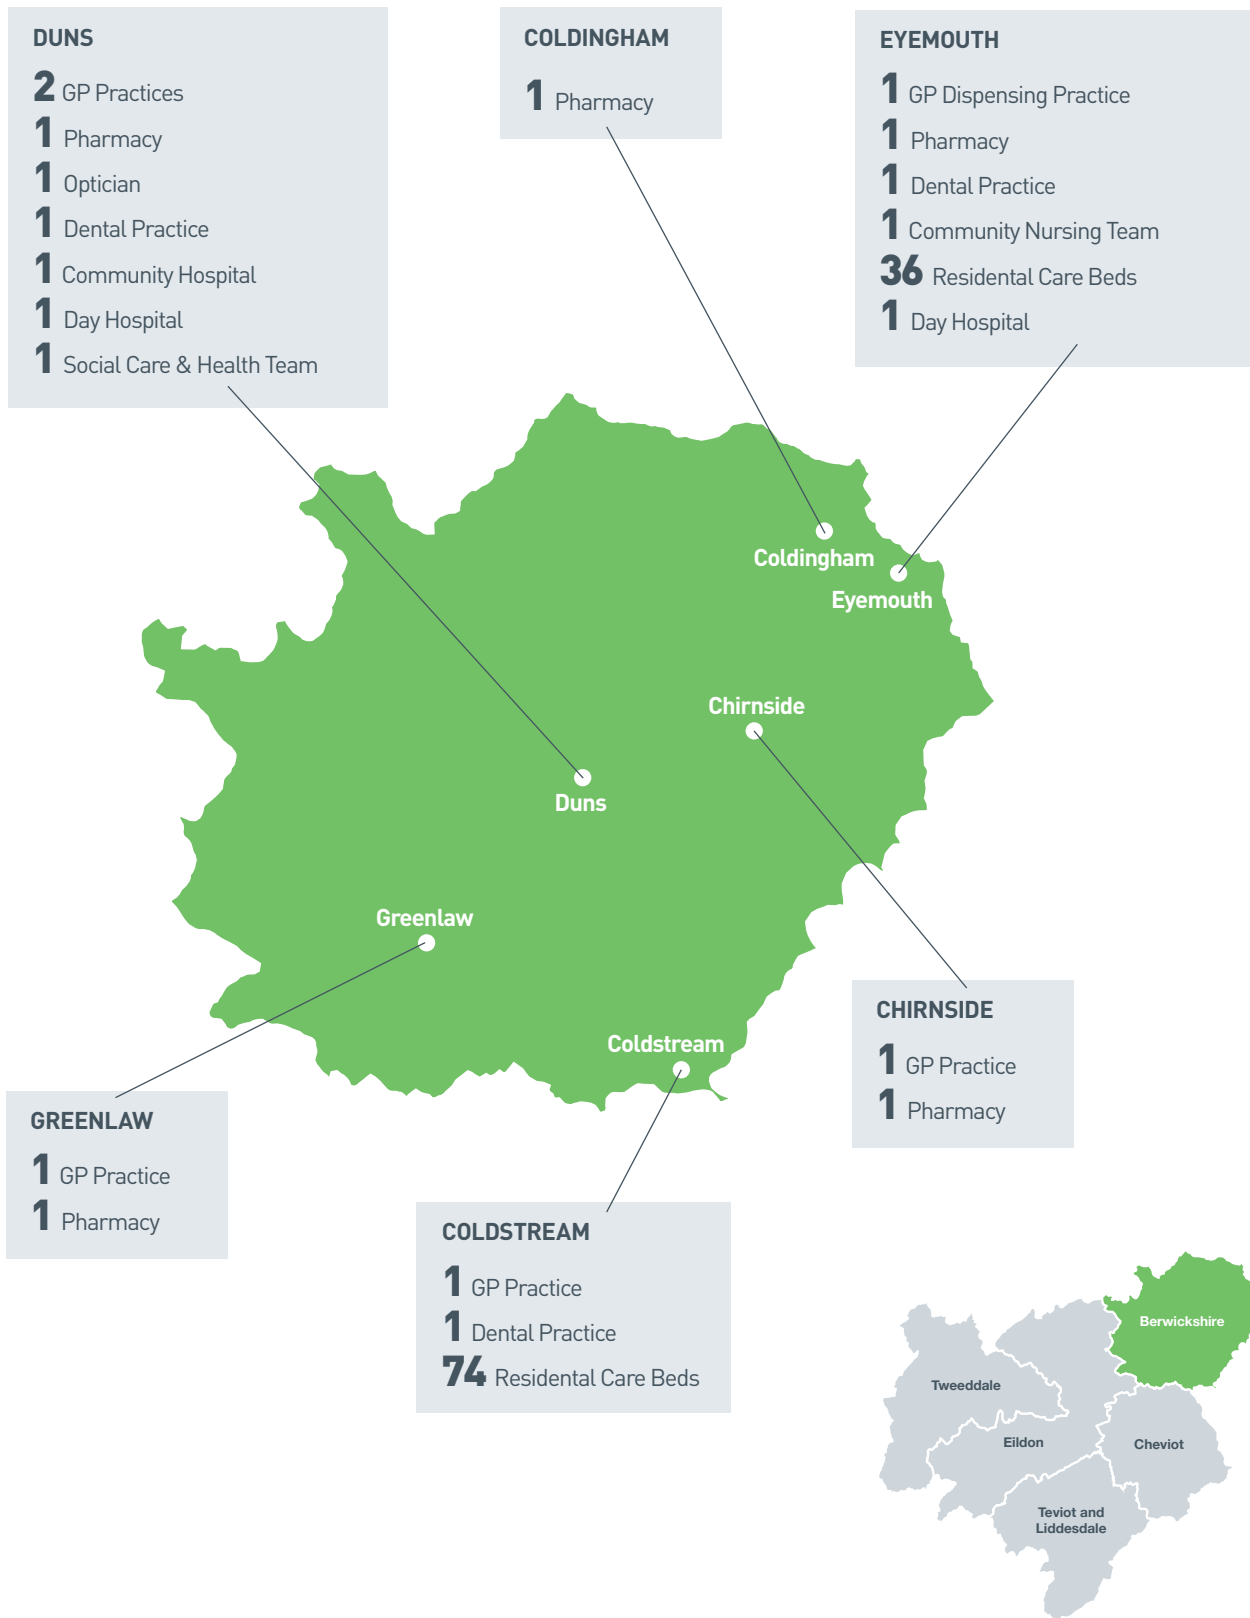 DUNS
2 GP Practices
1 Pharmacy
1 Optician
1 Dental Practice
1 Community Hospital
1 Day Hospital
1 Social Care & Health Team
COLDINGHAM
1 Pharmacy
EYEMOUTH
1 GP Dispensing Practice
1 Pharmacy
1 Dental Practice
1 Community Nursing Team
36 Residental Care Beds
1 Day Hospital
Coldingham
Eyemouth
Chirnside
Duns
Greenlaw
Coldstream
CHIRNSIDE
1 GP Practice
1 Pharmacy
GREENLAW
1 GP Practice
1 Pharmacy
COLDSTREAM
1 GP Practice
1 Dental Practice
74 Residental Care Beds
Berwickshire
Tweeddale
Eildon
Cheviot
Teviot and
Liddesdale